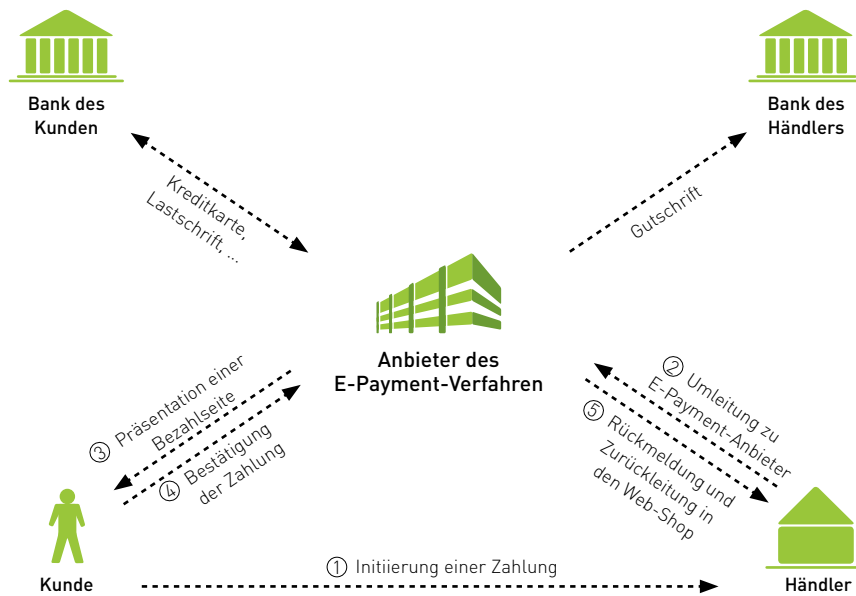 Bank des
Kunden
Bank des
Händlers
Kreditkarte,
Lastschrift, ...
Gutschrift
Anbieter des
E-Payment-Verfahren
③ Präsentation einer
Bezahlseite
④ Bestätigung
der Zahlung
② Umleitung zu
E-Payment-Anbieter
⑤ Rückmeldung und
Zurückleitung in
den Web-Shop
① Initiierung einer Zahlung
Kunde
Händler